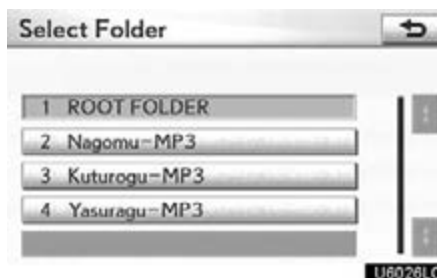 Select Folder
1 ROOT FOLDER
2 Nagomu-MP3
3 Kuturogu-MP3
4 Yasuragu-MP3
U6026LC